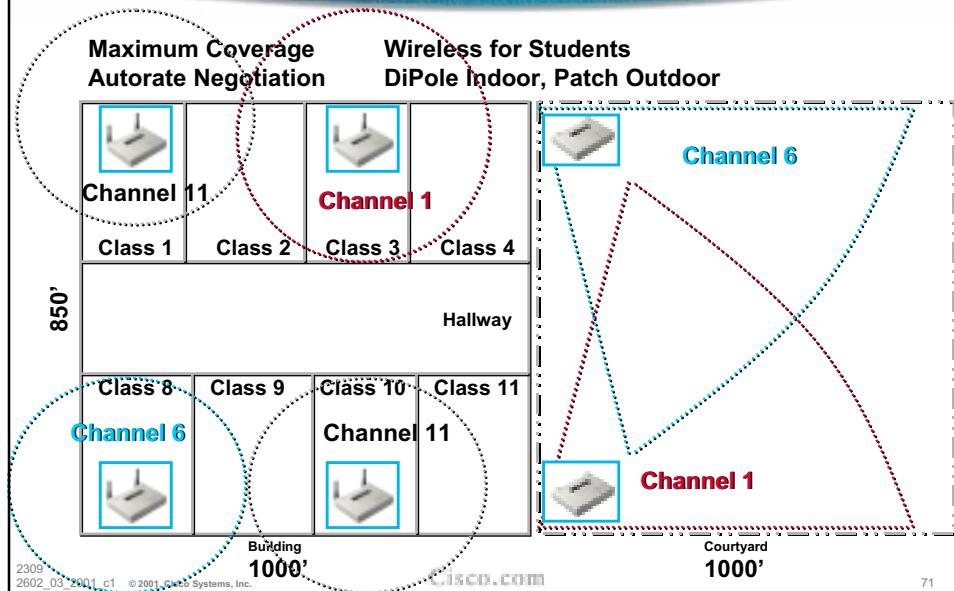 Maximum Coverage
Autorate Negotiation
Wireless for Students
DiPole Indoor, Patch Outdoor
Channel 11
Channel 1
Channel 6
Class 1
Class 2
Class 3
Class 4
850'
Hallway
Class 8
Class 9
Class 10
Class 11
Channel 6
Channel 11
Channel 1
Building
1000'
Courtyard
1000'
2309
2602_03_2001_c1
© 2001, Cisco Systems, Inc.
Cisco.com
71